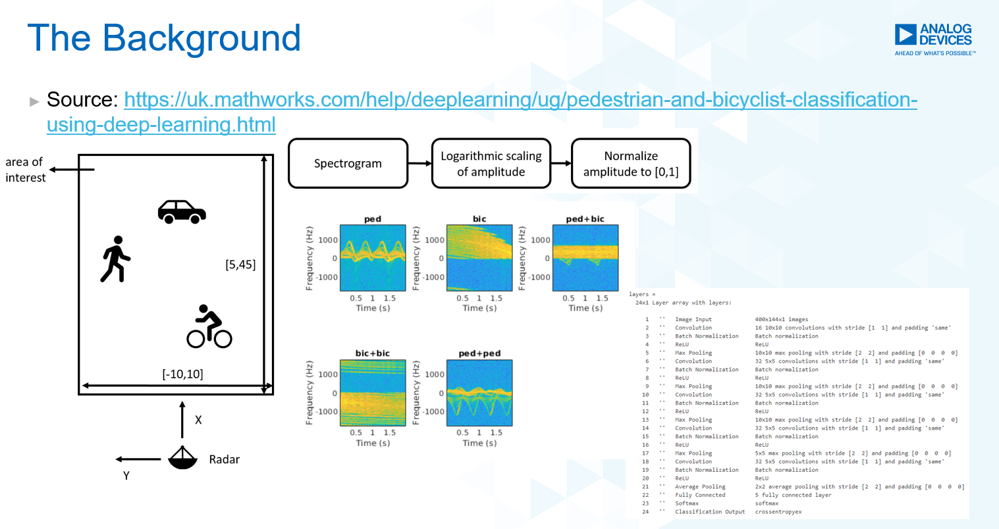 The Background
ANALOG
DEVICES
AHEAD OF WHAT'S POSSIBLE™
Source: https://uk.mathworks.com/help/deeplearning/ug/pedestrian-and-bicyclist-classification-
using-deep-learning.html
area of
interest
[5,45]
[-10,10]
X
Y
Radar
Spectrogram
Logarithmic scaling
of amplitude
Normalize
amplitude to [0,1]
ped
Frequency (Hz)
1000
0
-1000
0.5 1 1.5
Time (s)
bic
Frequency (Hz)
1000
0
-1000
0.5 1 1.5
Time (s)
ped+bic
Frequency (Hz)
1000
0
-1000
0.5 1 1.5
Time (s)
bic+bic
Frequency (Hz)
1000
0
-1000
0.5 1 1.5
Time (s)
ped+ped
Frequency (Hz)
1000
0
-1000
0.5 1 1.5
Time (s)
layers =
24x1 Layer array with layers:
1 '' Image Input 400x144x1 images
2 '' Convolution 16 10x10 convolutions with stride [1 1] and padding 'same'
3 '' Batch Normalization Batch normalization
4 '' ReLU ReLU
5 '' Max Pooling 10x10 max pooling with stride [2 2] and padding [0 0 0 0]
6 '' Convolution 32 5x5 convolutions with stride [1 1] and padding 'same'
7 '' Batch Normalization Batch normalization
8 '' ReLU ReLU
9 '' Max Pooling 10x10 max pooling with stride [2 2] and padding [0 0 0 0]
10 '' Convolution 32 5x5 convolutions with stride [1 1] and padding 'same'
11 '' Batch Normalization Batch normalization
12 '' ReLU ReLU
13 '' Max Pooling 10x10 max pooling with stride [2 2] and padding [0 0 0 0]
14 '' Convolution 32 5x5 convolutions with stride [1 1] and padding 'same'
15 '' Batch Normalization Batch normalization
16 '' ReLU ReLU
17 '' Max Pooling 5x5 max pooling with stride [2 2] and padding [0 0 0 0]
18 '' Convolution 32 5x5 convolutions with stride [1 1] and padding 'same'
19 '' Batch Normalization Batch normalization
20 '' ReLU ReLU
21 '' Average Pooling 2x2 average pooling with stride [2 2] and padding [0 0 0 0]
22 '' Fully Connected 5 fully connected layer
23 '' Softmax softmax
24 '' Classification Output crossentropyex